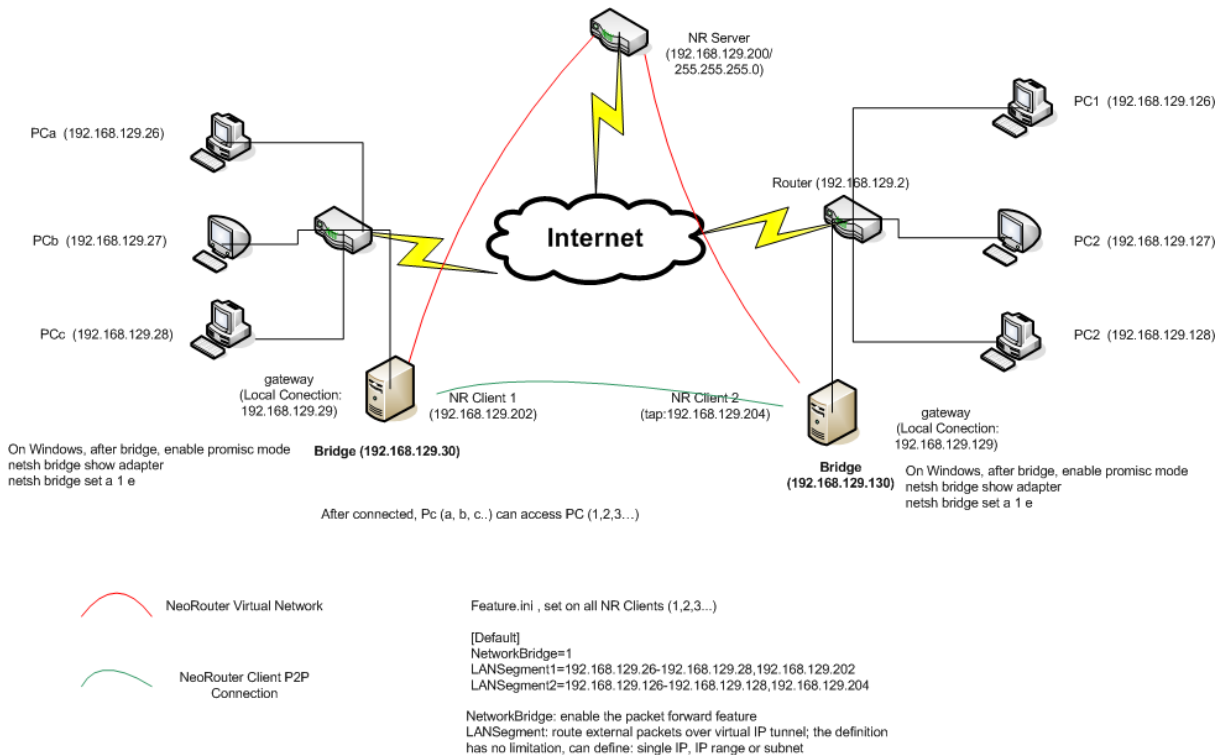 NR Server
(192.168.129.200/
255.255.255.0)
PCa (192.168.129.26)
PC1 (192.168.129.126)
Router (192.168.129.2)
PCb (192.168.129.27)
Internet
PC2 (192.168.129.127)
PCc (192.168.129.28)
PC2 (192.168.129.128)
gateway
(Local Conection:
192.168.129.29)
NR Client 1
(192.168.129.202)
NR Client 2
(tap:192.168.129.204)
gateway
(Local Conection:
192.168.129.129)
On Windows, after bridge, enable promisc mode
netsh bridge show adapter
netsh bridge set a 1 e
Bridge (192.168.129.30)
Bridge
(192.168.129.130)
On Windows, after bridge, enable promisc mode
netsh bridge show adapter
netsh bridge set a 1 e
After connected, Pc (a, b, c..) can access PC (1,2,3...)
NeoRouter Virtual Network
NeoRouter Client P2P
Connection
Feature.ini , set on all NR Clients (1,2,3...)
[Default]
NetworkBridge=1
LANSegment1=192.168.129.26-192.168.129.28,192.168.129.202
LANSegment2=192.168.129.126-192.168.129.128,192.168.129.204
NetworkBridge: enable the packet forward feature
LANSegment: route external packets over virtual IP tunnel; the definition
has no limitation, can define: single IP, IP range or subnet